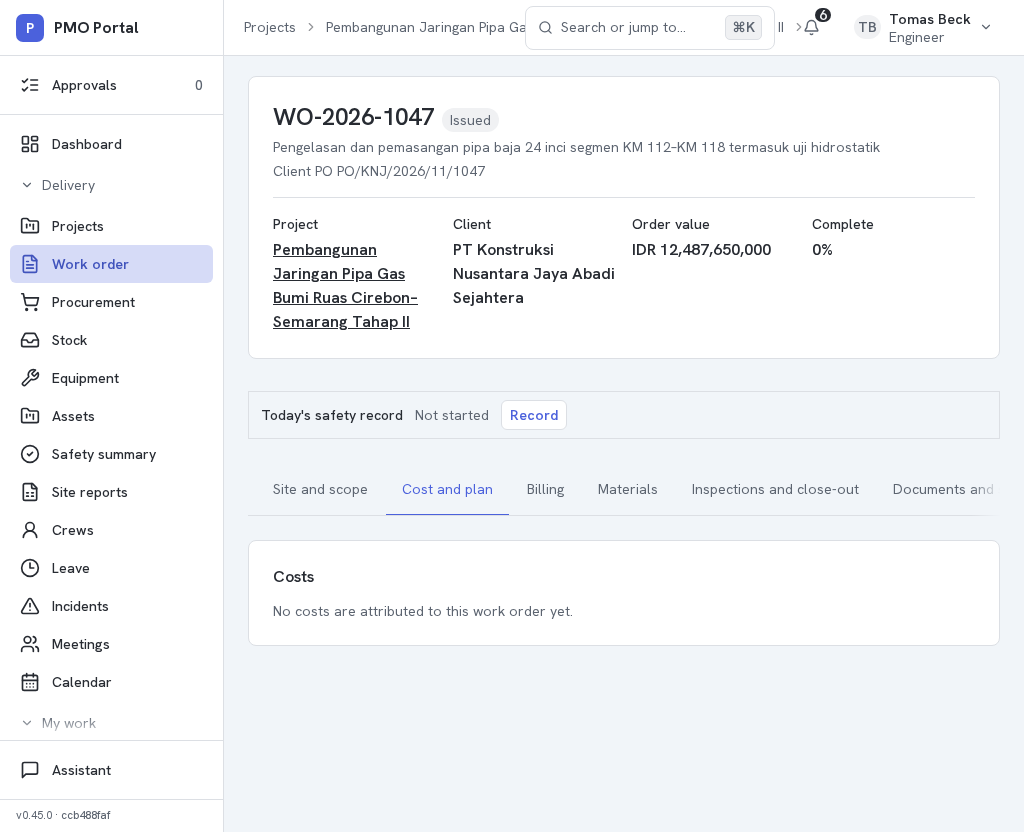 P PMO Portal
Projects > Pembangunan Jaringan Pipa Ga
Search or jump to...
⌘K
II >
6
TB
Tomas Beck
Engineer
Approvals 0
Dashboard
Delivery
Projects
Work order
Procurement
Stock
Equipment
Assets
Safety summary
Site reports
Crews
Leave
Incidents
Meetings
Calendar
My work
Assistant
v0.45.0 · ccb488faf
WO-2026-1047 Issued
Pengelasan dan pemasangan pipa baja 24 inci segmen KM 112–KM 118 termasuk uji hidrostatik
Client PO PO/KNJ/2026/11/1047
Project
Pembangunan
Jaringan Pipa Gas
Bumi Ruas Cirebon–
Semarang Tahap II
Client
PT Konstruksi
Nusantara Jaya Abadi
Sejahtera
Order value
IDR 12,487,650,000
Complete
0%
Today's safety record Not started Record
Site and scope Cost and plan Billing Materials Inspections and close-out Documents and
Costs
No costs are attributed to this work order yet.